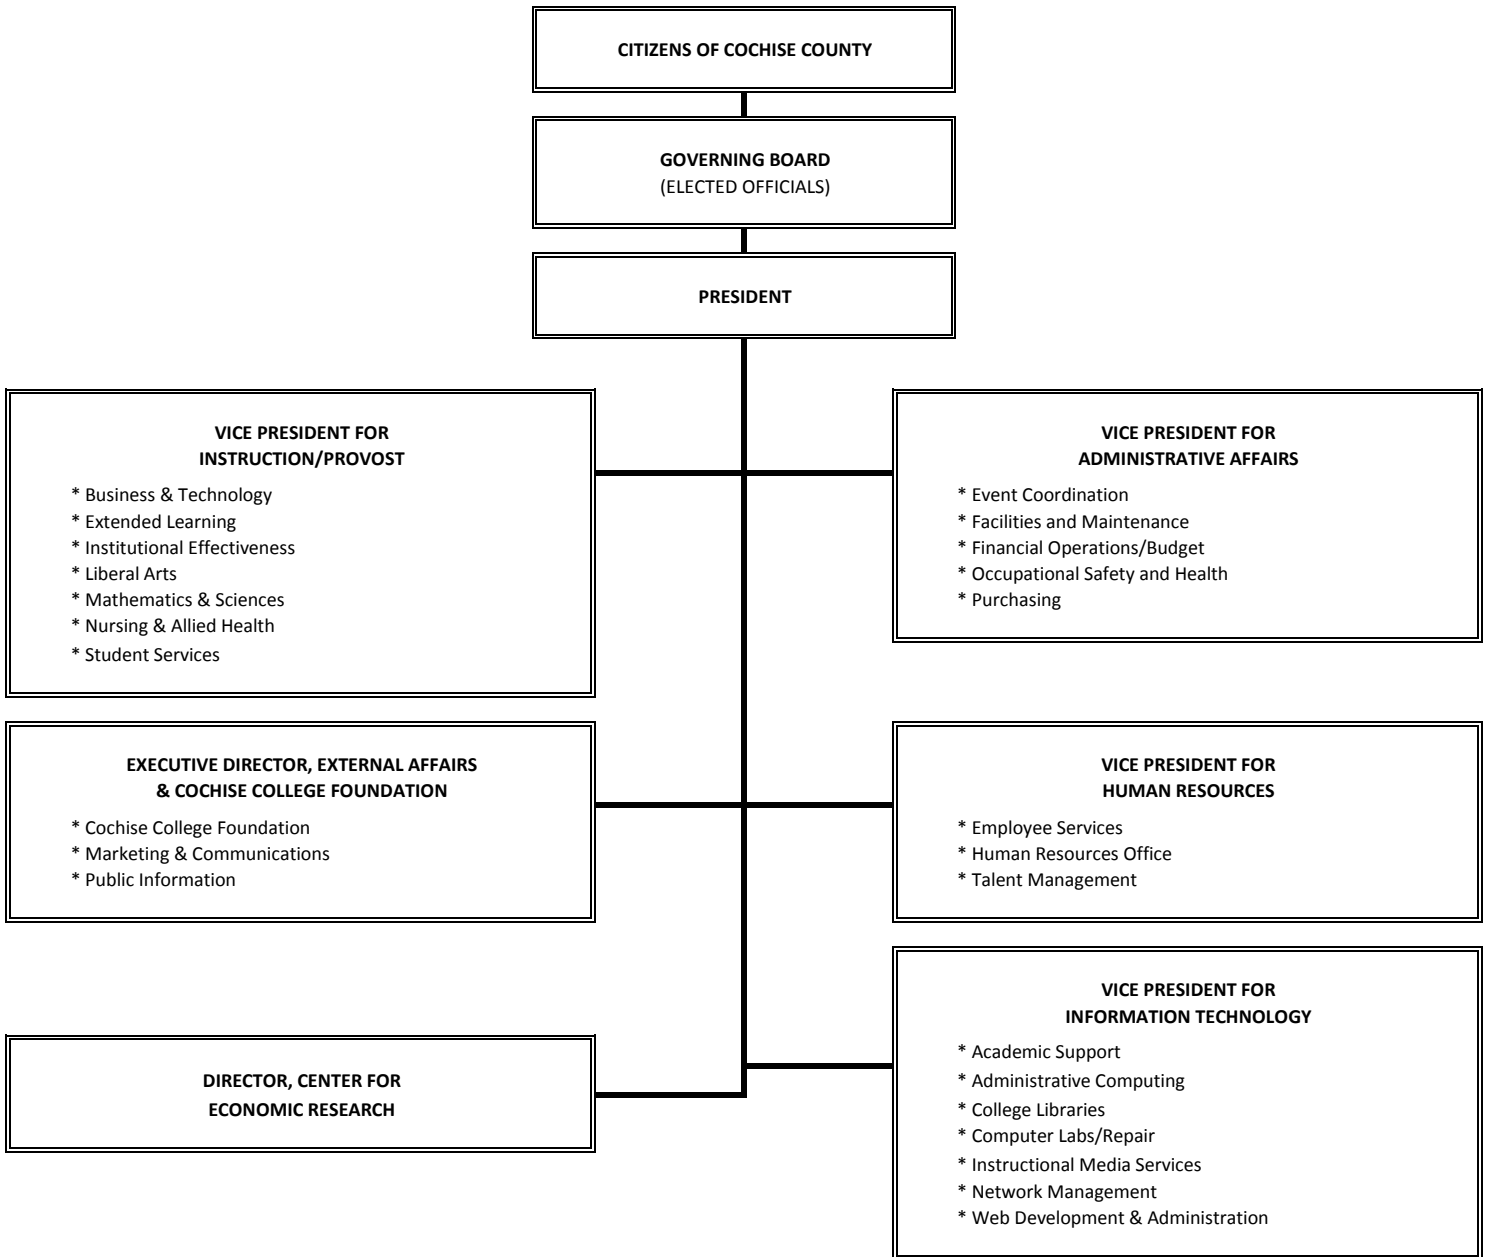 CITIZENS OF COCHISE COUNTY
GOVERNING BOARD
(ELECTED OFFICIALS)
PRESIDENT
VICE PRESIDENT FOR
INSTRUCTION/PROVOST
* Business & Technology
* Extended Learning
* Institutional Effectiveness
* Liberal Arts
* Mathematics & Sciences
* Nursing & Allied Health
* Student Services
VICE PRESIDENT FOR
ADMINISTRATIVE AFFAIRS
* Event Coordination
* Facilities and Maintenance
* Financial Operations/Budget
* Occupational Safety and Health
* Purchasing
EXECUTIVE DIRECTOR, EXTERNAL AFFAIRS
& COCHISE COLLEGE FOUNDATION
* Cochise College Foundation
* Marketing & Communications
* Public Information
VICE PRESIDENT FOR
HUMAN RESOURCES
* Employee Services
* Human Resources Office
* Talent Management
DIRECTOR, CENTER FOR
ECONOMIC RESEARCH
VICE PRESIDENT FOR
INFORMATION TECHNOLOGY
* Academic Support
* Administrative Computing
* College Libraries
* Computer Labs/Repair
* Instructional Media Services
* Network Management
* Web Development & Administration